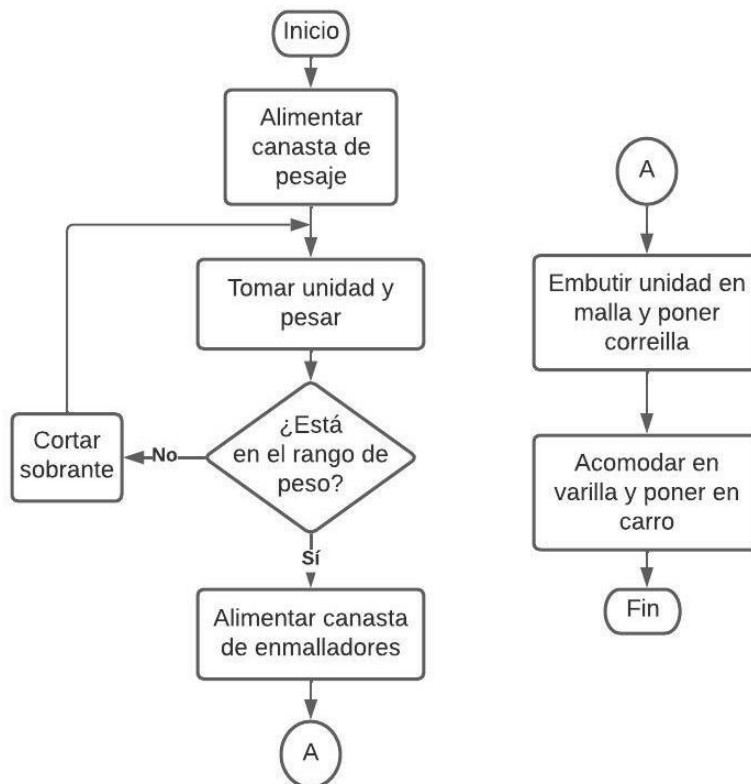 Inicio
Alimentar
canasta de
pesaje
Tomar unidad y
pesar
¿Está
en el rango de
peso?
No
Cortar
sobrante
Sí
Alimentar canasta
de enmalladores
A
A
Embutir unidad en
malla y poner
correilla
Acomodar en
varilla y poner en
carro
Fin